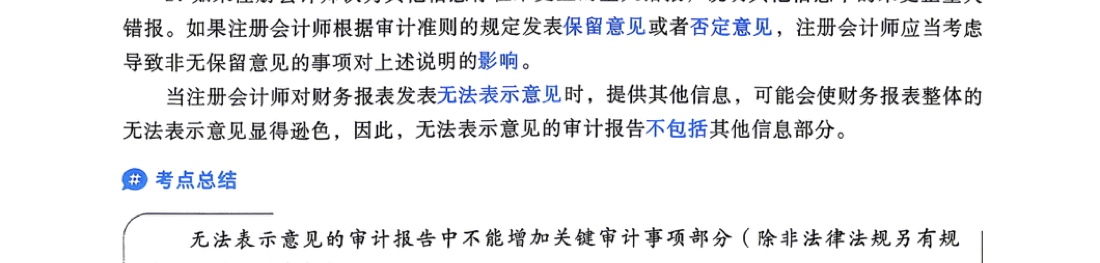 错报。如果注册会计师根据审计准则的规定发表保留意见或者否定意见，注册会计师应当考虑
导致非无保留意见的事项对上述说明的影响。
当注册会计师对财务报表发表无法表示意见时，提供其他信息，可能会使财务报表整体的
无法表示意见显得逊色，因此，无法表示意见的审计报告不包括其他信息部分。
# 考点总结
无法表示意见的审计报告中不能增加关键审计事项部分（除非法律法规另有规